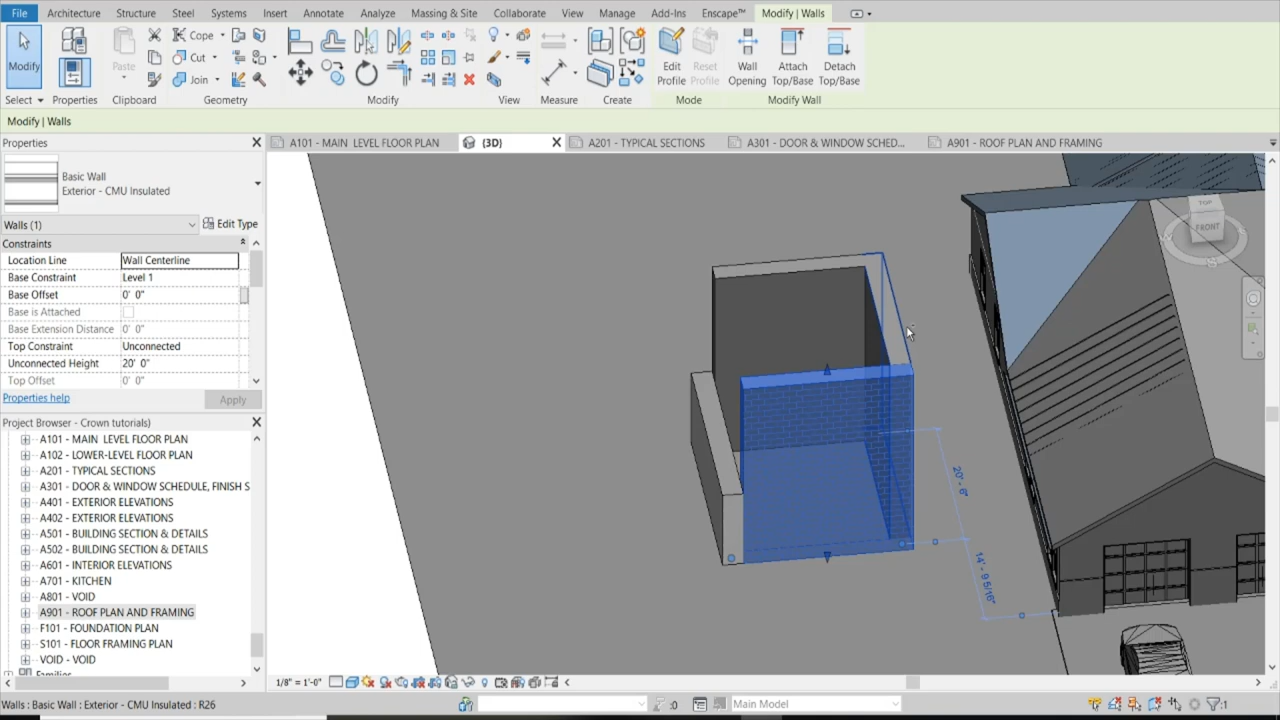 File Architecture Structure Steel Systems Insert Annotate Analyze Massing & Site Collaborate View Manage Add-Ins Enscape™ Modify | Walls
Cope
Cut
Join
Modify
Paste
Edit Profile
Reset Profile
Wall Opening
Attach Top/Base
Detach Top/Base
Select Properties Clipboard Geometry Modify View Measure Create Mode Modify Wall
Modify | Walls
Properties
A101 - MAIN LEVEL FLOOR PLAN
(3D)
A201 - TYPICAL SECTIONS
A301 - DOOR & WINDOW SCHED...
A901 - ROOF PLAN AND FRAMING
Basic Wall
Exterior - CMU Insulated
Walls (1)
Edit Type
Constraints
Location Line Wall Centerline
Base Constraint Level 1
Base Offset 0' 0"
Base is Attached
Base Extension Distance 0' 0"
Top Constraint Unconnected
Unconnected Height 20' 0"
Top Offset 0' 0"
Properties help
Apply
Project Browser - Crown tutorials)
A101 - MAIN LEVEL FLOOR PLAN
A102 - LOWER-LEVEL FLOOR PLAN
A201 - TYPICAL SECTIONS
A301 - DOOR & WINDOW SCHEDULE, FINISH S
A401 - EXTERIOR ELEVATIONS
A402 - EXTERIOR ELEVATIONS
A501 - BUILDING SECTION & DETAILS
A502 - BUILDING SECTION & DETAILS
A601 - INTERIOR ELEVATIONS
A701 - KITCHEN
A801 - VOID
A901 - ROOF PLAN AND FRAMING
F101 - FOUNDATION PLAN
S101 - FLOOR FRAMING PLAN
VOID - VOID
Families
TOP
FRONT
20' - 6"
14' - 9 5/16"
1/8" = 1'-0"
Walls : Basic Wall : Exterior - CMU Insulated : R26
:0
Main Model
:1